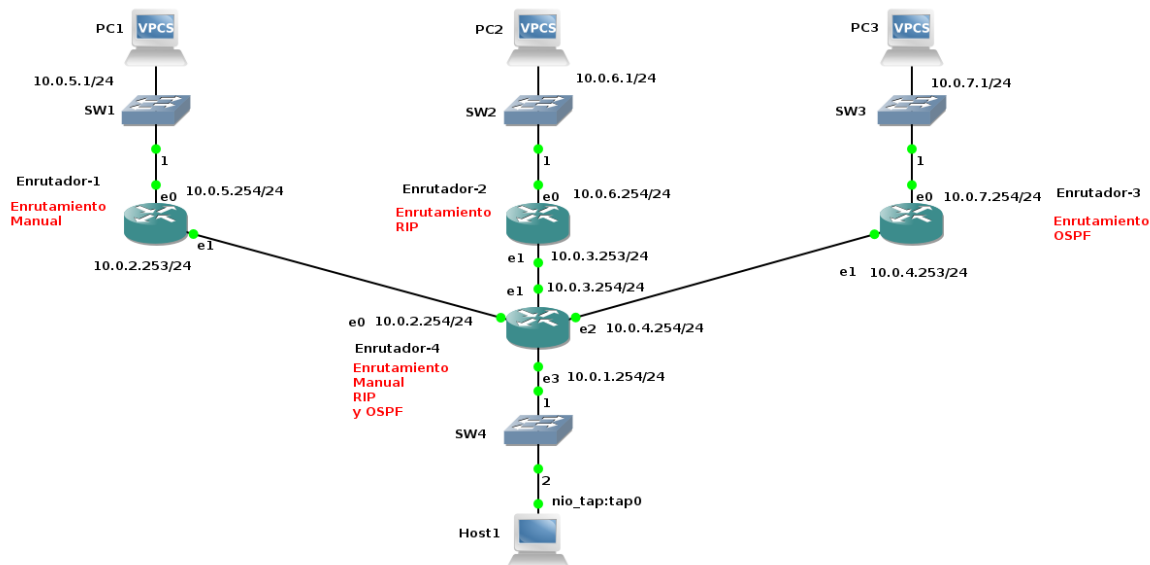 PC1
VPCS
PC2
VPCS
PC3
VPCS
10.0.5.1/24
10.0.6.1/24
10.0.7.1/24
SW1
SW2
SW3
1
1
1
Enrutador-1
e0
10.0.5.254/24
Enrutamiento
Manual
Enrutador-2
e0
10.0.6.254/24
Enrutamiento
RIP
e0
10.0.7.254/24
Enrutador-3
Enrutamiento
OSPF
e1
10.0.2.253/24
e1
10.0.3.253/24
e1
10.0.4.253/24
e1
10.0.3.254/24
e0
10.0.2.254/24
e2
10.0.4.254/24
Enrutador-4
Enrutamiento
Manual
RIP
y OSPF
e3
10.0.1.254/24
1
SW4
2
nio_tap:tap0
Host1